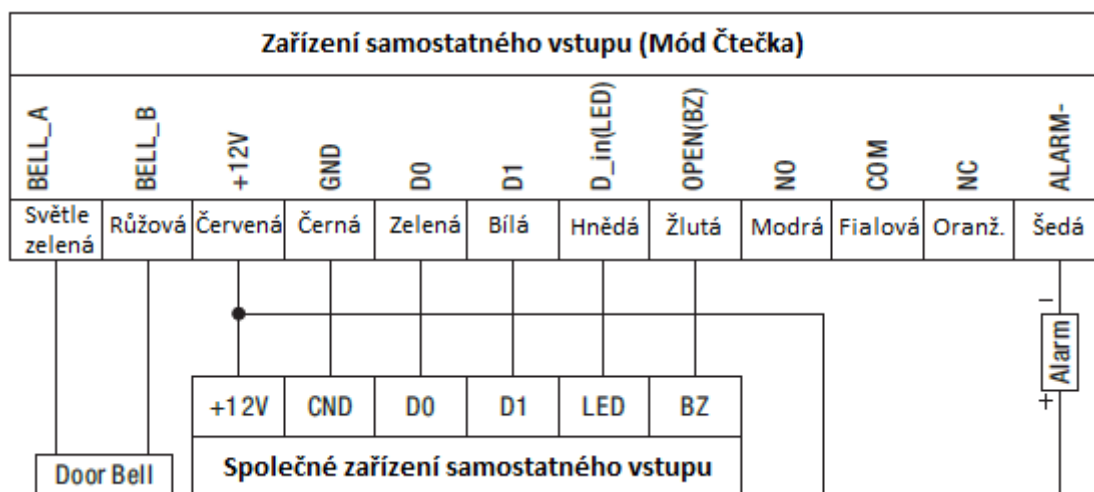 Zařízení samostatného vstupu (Mód Čtečka)
BELL_A BELL_B +12V GND D0 D1 D_in(LED) OPEN(BZ) NO COM NC ALARM-
Světle zelená Růžová Červená Černá Zelená Bílá Hnědá Žlutá Modrá Fialová Oranž. Šedá
− Alarm +
+12V CND D0 D1 LED BZ
Door Bell
Společné zařízení samostatného vstupu